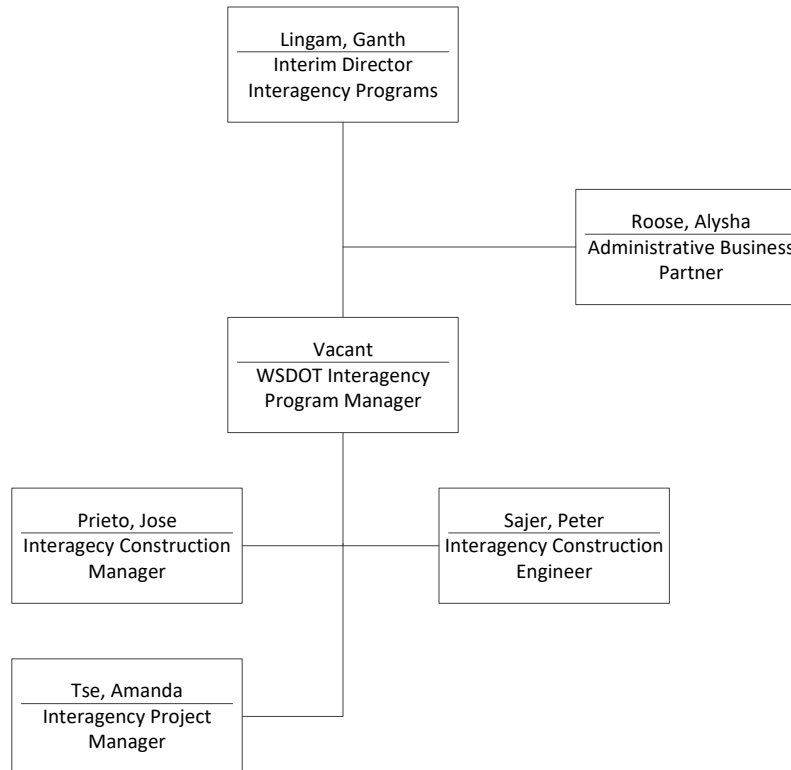 Lingam, Ganth
Interim Director
Interagency Programs
Roose, Alysha
Administrative Business
Partner
Vacant
WSDOT Interagency
Program Manager
Prieto, Jose
Interagecy Construction
Manager
Sajer, Peter
Interagency Construction
Engineer
Tse, Amanda
Interagency Project
Manager